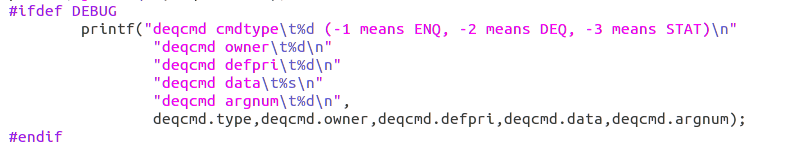 #ifdef DEBUG
        printf("deqcmd cmdtype\t%d (-1 means ENQ, -2 means DEQ, -3 means STAT)\n"
                "deqcmd owner\t%d\n"
                "deqcmd defpri\t%d\n"
                "deqcmd data\t%s\n"
                "deqcmd argnum\t%d\n",
                deqcmd.type,deqcmd.owner,deqcmd.defpri,deqcmd.data,deqcmd.argnum);
#endif